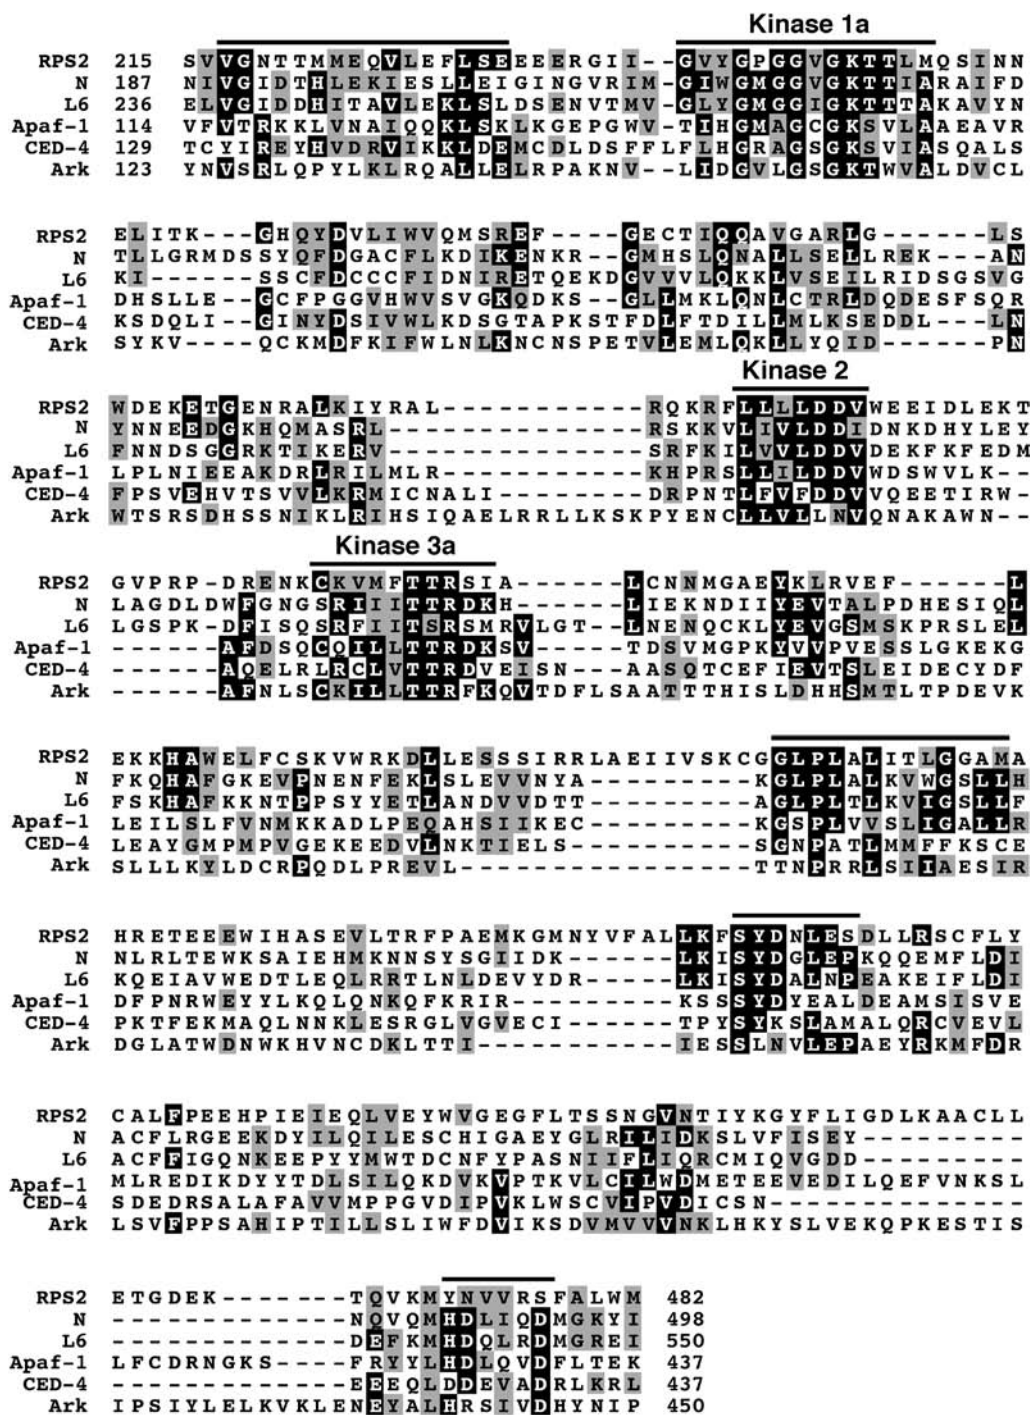 Kinase 1a
RPS2 215 SVVGNTTMMEQVLEFLSEEEERGII--GVYGPGGVGKTTLMQSINN
N 187 NIVGIDTHLEKIESLLEIGINGVRIM-GIWGMGGVGKTTIARAIFD
L6 236 ELVGIDDHITAVLEKLSLDSENVTMV-GLYGMGGIGKTTTAKAVYN
Apaf-1 114 VFVTRKKLVNAIQQKLSKLKGEPGWV-TIHGMAGCGKSVLAAEAVR
CED-4 129 TCYIREYHVDRVIKKLDEMCDLDSFFLFLHGRAGSGKSVIASQALS
Ark 123 YNVSRLQPYLKLRQALLELRPAKNV--LIDGVLGSGKTWVALDVCL
RPS2 ELITK---GHQYDVLIWVQMSREF----GECTIQQAVGARLG-----LS
N TLLGRMDSSYQFDGACFLKDIKENKR--GMHSLQNALLSELLREK---AN
L6 KI-----SSCFDCCCFIDNIRETQEKDGVVVLQKKLVSEILRIDSGSVG
Apaf-1 DHSLLE--GCFPGGVHWVSVGKQDKS--GLLMKLQNLCTRLDQDESFSQR
CED-4 KSDQLI--GINYDSIVWLKDSGTAPKSTFDLFTDILLMLKSEDDL---LN
Ark SYKV----QCKMDFKIFWLNLKNCNSPETVLEMLQKLLYQID------PN
Kinase 2
RPS2 WDEKETGENRALKIYRAL-----------RQKRFLLLLDDVWEEIDLEKT
N YNNEEDGKHQMASRL-------------RSKKVLIVLDDIDNKDHYLEY
L6 FNNDSGGRKTIKERV-------------SRFKILVVLDDVDEKFKFEDM
Apaf-1 LPLNIEEAKDRLRILMLR-----------KHPRSLLILDDVWDSWVLK--
CED-4 FPSVEHVTSVVLKRMICNALI--------DRPNTLFVFDDVVQEETIRW-
Ark WTSRSDHSSNIKLRIHSIQAELRRLLKSKPYENCLLVLLNVQNAKAWN--
Kinase 3a
RPS2 GVPRP-DRENKCKVMFTTRSIA------LCNNMGAEYKLRVEF-----L
N LAGDLDWFGNGSRIIITTRDKH------LIEKNDIIYEVTALPDHESIQL
L6 LGSPK-DFISQSRFIITSRSMRVLGT--LNENQCKLYEVGSMSKPRSLEL
Apaf-1 ------AFDSQCQILLTTRDKSV-----TDSVMGPKYVVPVESSLGKEKG
CED-4 ------AQELRLRCLVTTRDVEISN---AASQTCEFIEVTSLEIDECYDF
Ark ------AFNLSCKILLTTRFKQVTDFLSAATTTHISLDHHSMTLTPDEVK
RPS2 EKKHAWELFCSKVWRKDLLESSSIRRLAEIIVSKCGGLPLALITLGGAMA
N FKQHAFGKEVPNENFEKLSLEVVNYA-------KGLPLALKVWGSLLH
L6 FSKHAFKKNTPPSYYETLANDVVDTT-------AGLPLTLKVIGSLLF
Apaf-1 LEILSLFVNMKKADLPEQAHSIIKEC-------KGSPLVVSLIGALLR
CED-4 LEAYGMPMPVGEKEEDVLNKTIELS--------SGNPATLMMFFKSCE
Ark SLLLKYLDCRPQDLPREVL--------------TTNPRRLSIIAESIR
RPS2 HRETEEEWIHASEVLTRFPAEMKGMNYVFALLKFSYDNLESDLLRSCFLY
N NLRLTEWKSAIEHMKNNSYSGIIDK-------LKISYDGLEPKQQEMFLDI
L6 KQEIAVWEDTLEQLRRTLNLDEVYDR------LKISYDALNPEAKEIFLDI
Apaf-1 DFPNRWEYYLKQLQNKQFKRIR--------KSSSYDYEALDEAMSISVE
CED-4 PKTFEKMAQLNNKLESRGLVGVECI-----TPYSYKSLAMALQRCVEVL
Ark DGLATWDNWKHVNCDKLTTI----------IESSLNVLEPAEYRKMFDR
RPS2 CALFPEEHPIEIEQLVEYWVGEGFLTSSNGVNTIYKGYFLIGDLKAACLL
N ACFLRGEEKDYILQILESCHIGAEYGLRILIDKSLVFISEY---------
L6 ACFFIGQNKEEPYYMWTDCNFYPASNIIFLIQRCMIQVGDD---------
Apaf-1 MLREDIKDYYTDLSILQKDVKVPTKVLCILWDMETEEVEDILQEFVNKSL
CED-4 SDEDRSALAFAVVMPPGVDIPVKLWSCVIPVDICSN-------------
Ark LSVFPPSAHIPTILLSLIWFDVIKSDVMVVVNKLHKYSLVEKQPKESTIS
RPS2 ETGDEK-------TQVKMYNVVRSFALWM 482
N ------------NQVQMHDLIQDMGKYI 498
L6 ------------DEFKMHDQLRDMGREI 550
Apaf-1 LFCDRNGKS----FRYYLHDLQVDFLTEK 437
CED-4 ------------EEEQLDDEVADRLKRL 437
Ark IPSIYLELKVKLENEYALHRSIVDHYNIP 450